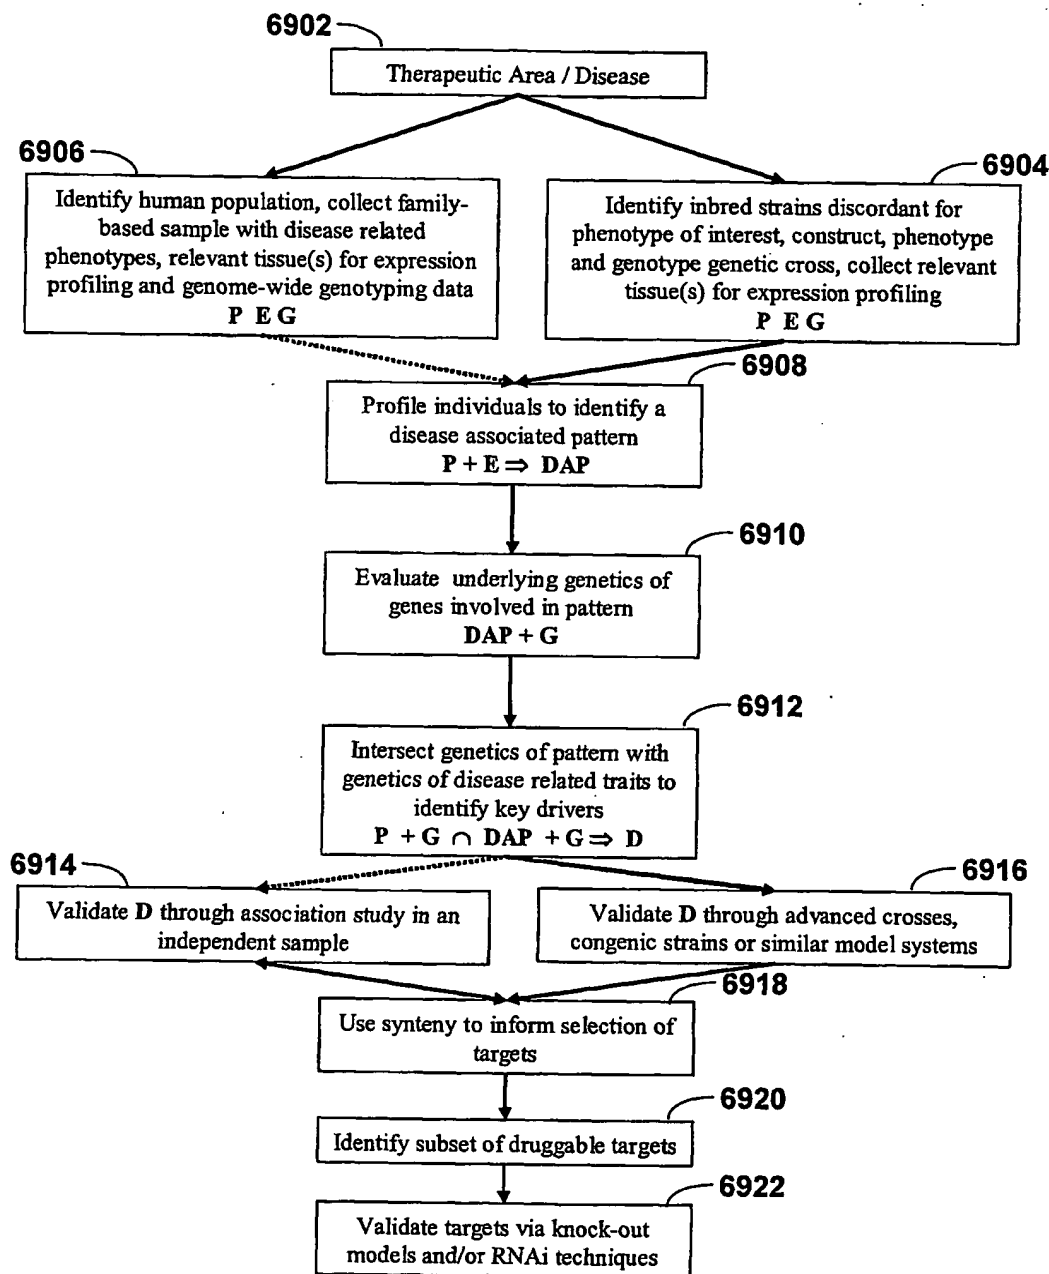 6902
Therapeutic Area / Disease
6906
Identify human population, collect family-
based sample with disease related
phenotypes, relevant tissue(s) for expression
profiling and genome-wide genotyping data
P E G
6904
Identify inbred strains discordant for
phenotype of interest, construct, phenotype
and genotype genetic cross, collect relevant
tissue(s) for expression profiling
P E G
6908
Profile individuals to identify a
disease associated pattern
P + E ⇒ DAP
6910
Evaluate underlying genetics of
genes involved in pattern
DAP + G
6912
Intersect genetics of pattern with
genetics of disease related traits to
identify key drivers
P + G ∩ DAP + G ⇒ D
6914
Validate D through association study in an
independent sample
6916
Validate D through advanced crosses,
congenic strains or similar model systems
6918
Use synteny to inform selection of
targets
6920
Identify subset of druggable targets
6922
Validate targets via knock-out
models and/or RNAi techniques